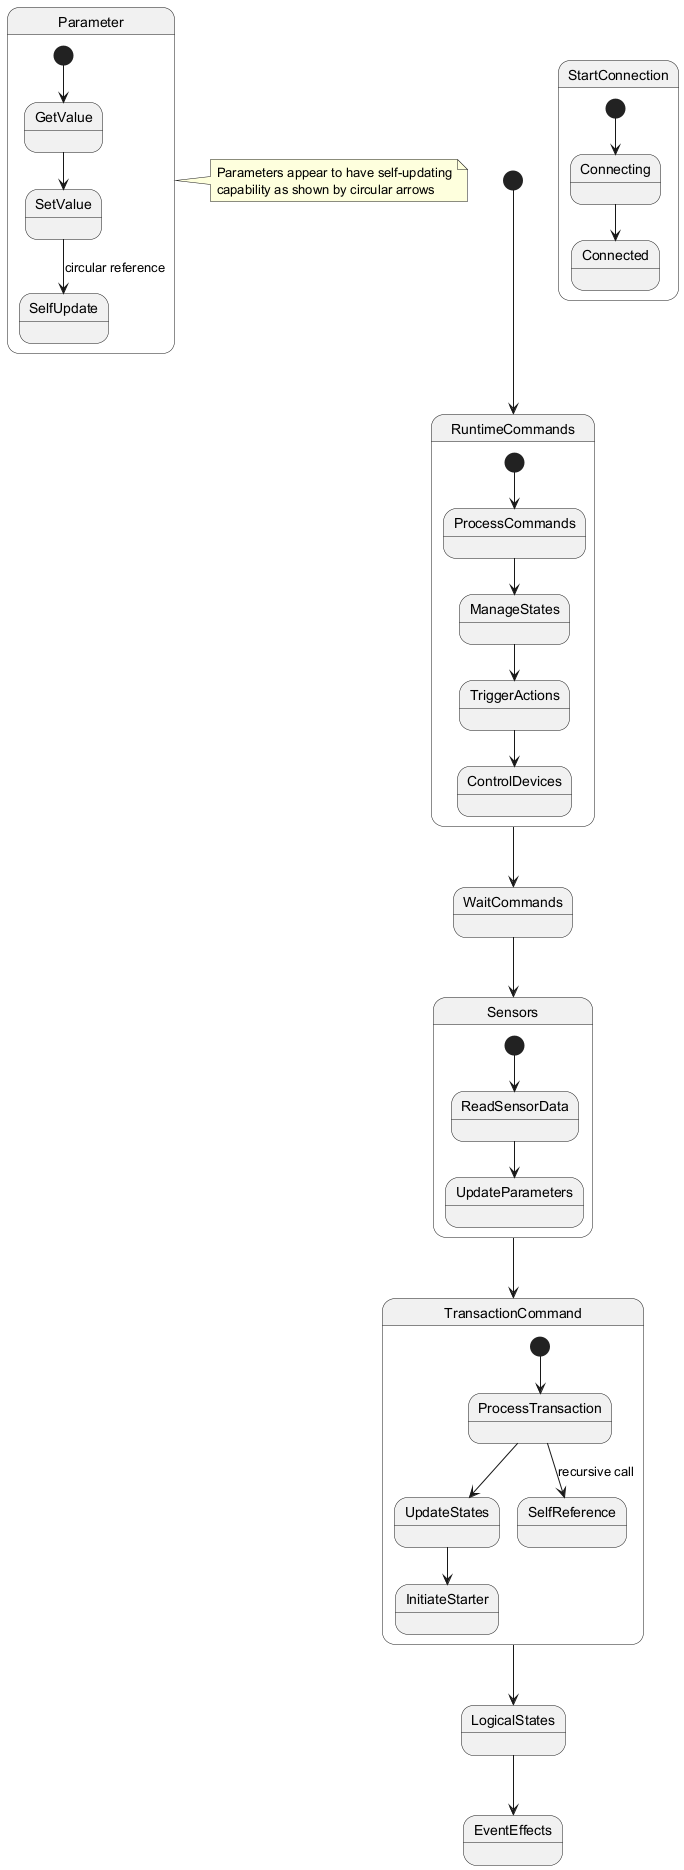 Parameter
GetValue
SetValue
circular reference
SelfUpdate
Parameters appear to have self-updating
capability as shown by circular arrows
StartConnection
Connecting
Connected
RuntimeCommands
ProcessCommands
ManageStates
TriggerActions
ControlDevices
WaitCommands
Sensors
ReadSensorData
UpdateParameters
TransactionCommand
ProcessTransaction
recursive call
UpdateStates
SelfReference
InitiateStarter
LogicalStates
EventEffects